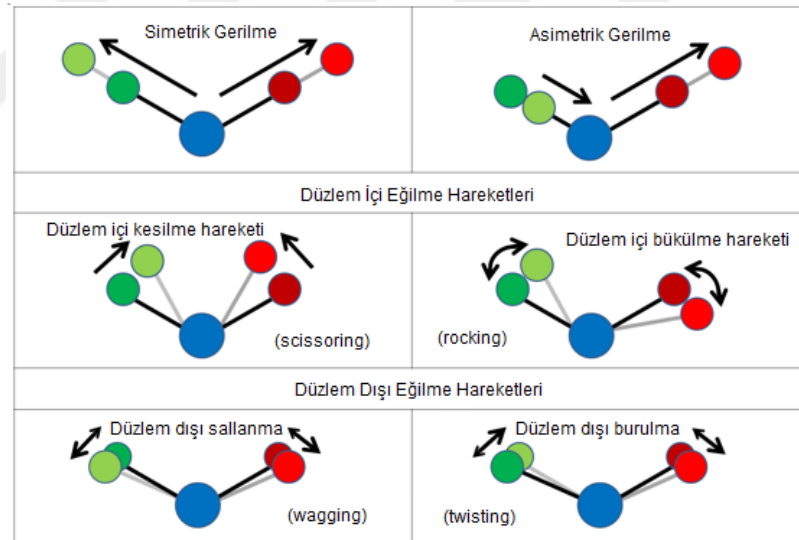 Simetrik Gerilme
Asimetrik Gerilme
Düzlem İçi Eğilme Hareketleri
Düzlem içi kesilme hareketi
(scissoring)
Düzlem içi bükülme hareketi
(rocking)
Düzlem Dışı Eğilme Hareketleri
Düzlem dışı sallanma
(wagging)
Düzlem dışı burulma
(twisting)